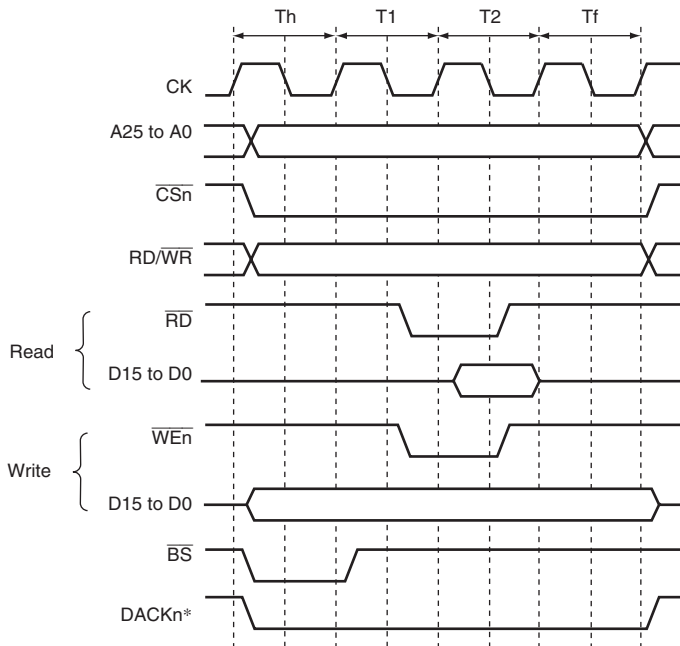 Th T1 T2 Tf
CK
A25 to A0
CSn
RD/WR
RD
Read
D15 to D0
WEn
Write
D15 to D0
BS
DACKn*